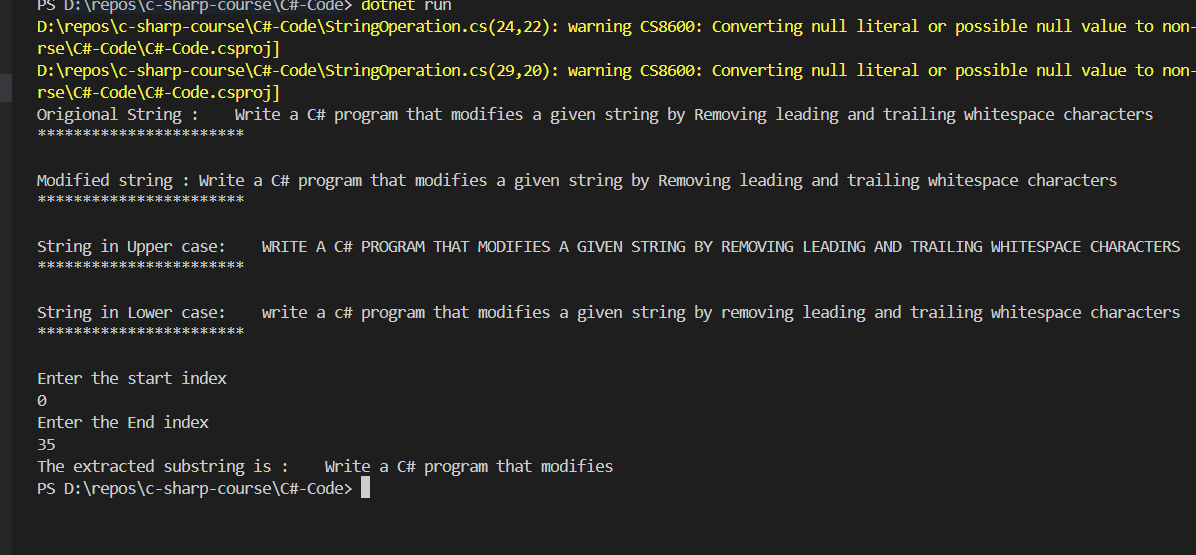 PS D:\repos\c-sharp-course\C#-Code> dotnet run
D:\repos\c-sharp-course\C#-Code\StringOperation.cs(24,22): warning CS8600: Converting null literal or possible null value to non-
rse\C#-Code\C#-Code.csproj]
D:\repos\c-sharp-course\C#-Code\StringOperation.cs(29,20): warning CS8600: Converting null literal or possible null value to non-
rse\C#-Code\C#-Code.csproj]
Origional String :    Write a C# program that modifies a given string by Removing leading and trailing whitespace characters
***********************
Modified string : Write a C# program that modifies a given string by Removing leading and trailing whitespace characters
***********************
String in Upper case:    WRITE A C# PROGRAM THAT MODIFIES A GIVEN STRING BY REMOVING LEADING AND TRAILING WHITESPACE CHARACTERS
***********************
String in Lower case:    write a c# program that modifies a given string by removing leading and trailing whitespace characters
***********************
Enter the start index
0
Enter the End index
35
The extracted substring is :    Write a C# program that modifies
PS D:\repos\c-sharp-course\C#-Code>